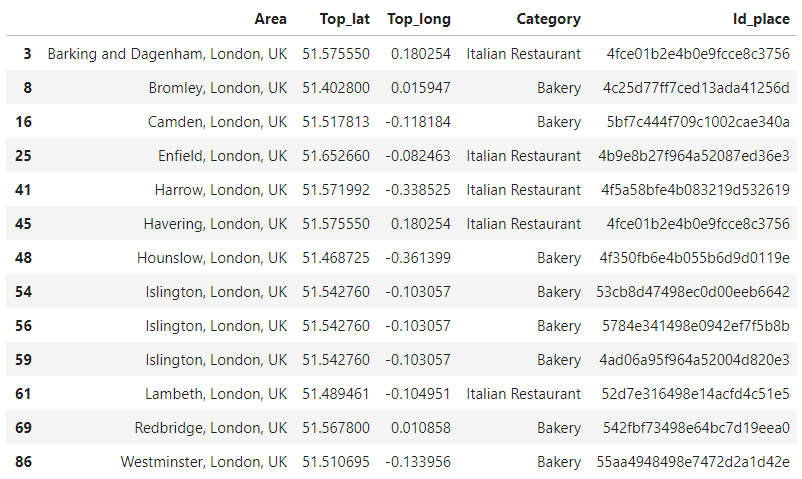 Area Top_lat Top_long Category Id_place
3 Barking and Dagenham, London, UK 51.575550 0.180254 Italian Restaurant 4fce01b2e4b0e9fcce8c3756
8 Bromley, London, UK 51.402800 0.015947 Bakery 4c25d77ff7ced13ada41256d
16 Camden, London, UK 51.517813 -0.118184 Bakery 5bf7c444f709c1002cae340a
25 Enfield, London, UK 51.652660 -0.082463 Italian Restaurant 4b9e8b27f964a52087ed36e3
41 Harrow, London, UK 51.571992 -0.338525 Italian Restaurant 4f5a58bfe4b083219d532619
45 Havering, London, UK 51.575550 0.180254 Italian Restaurant 4fce01b2e4b0e9fcce8c3756
48 Hounslow, London, UK 51.468725 -0.361399 Bakery 4f350fb6e4b055b6d9d0119e
54 Islington, London, UK 51.542760 -0.103057 Bakery 53cb8d47498ec0d00eeb6642
56 Islington, London, UK 51.542760 -0.103057 Bakery 5784e341498e0942ef7f5b8b
59 Islington, London, UK 51.542760 -0.103057 Bakery 4ad06a95f964a52004d820e3
61 Lambeth, London, UK 51.489461 -0.104951 Italian Restaurant 52d7e316498e14acfd4c51e5
69 Redbridge, London, UK 51.567800 0.010858 Bakery 542fbf73498e64bc7d19eea0
86 Westminster, London, UK 51.510695 -0.133956 Bakery 55aa4948498e7472d2a1d42e